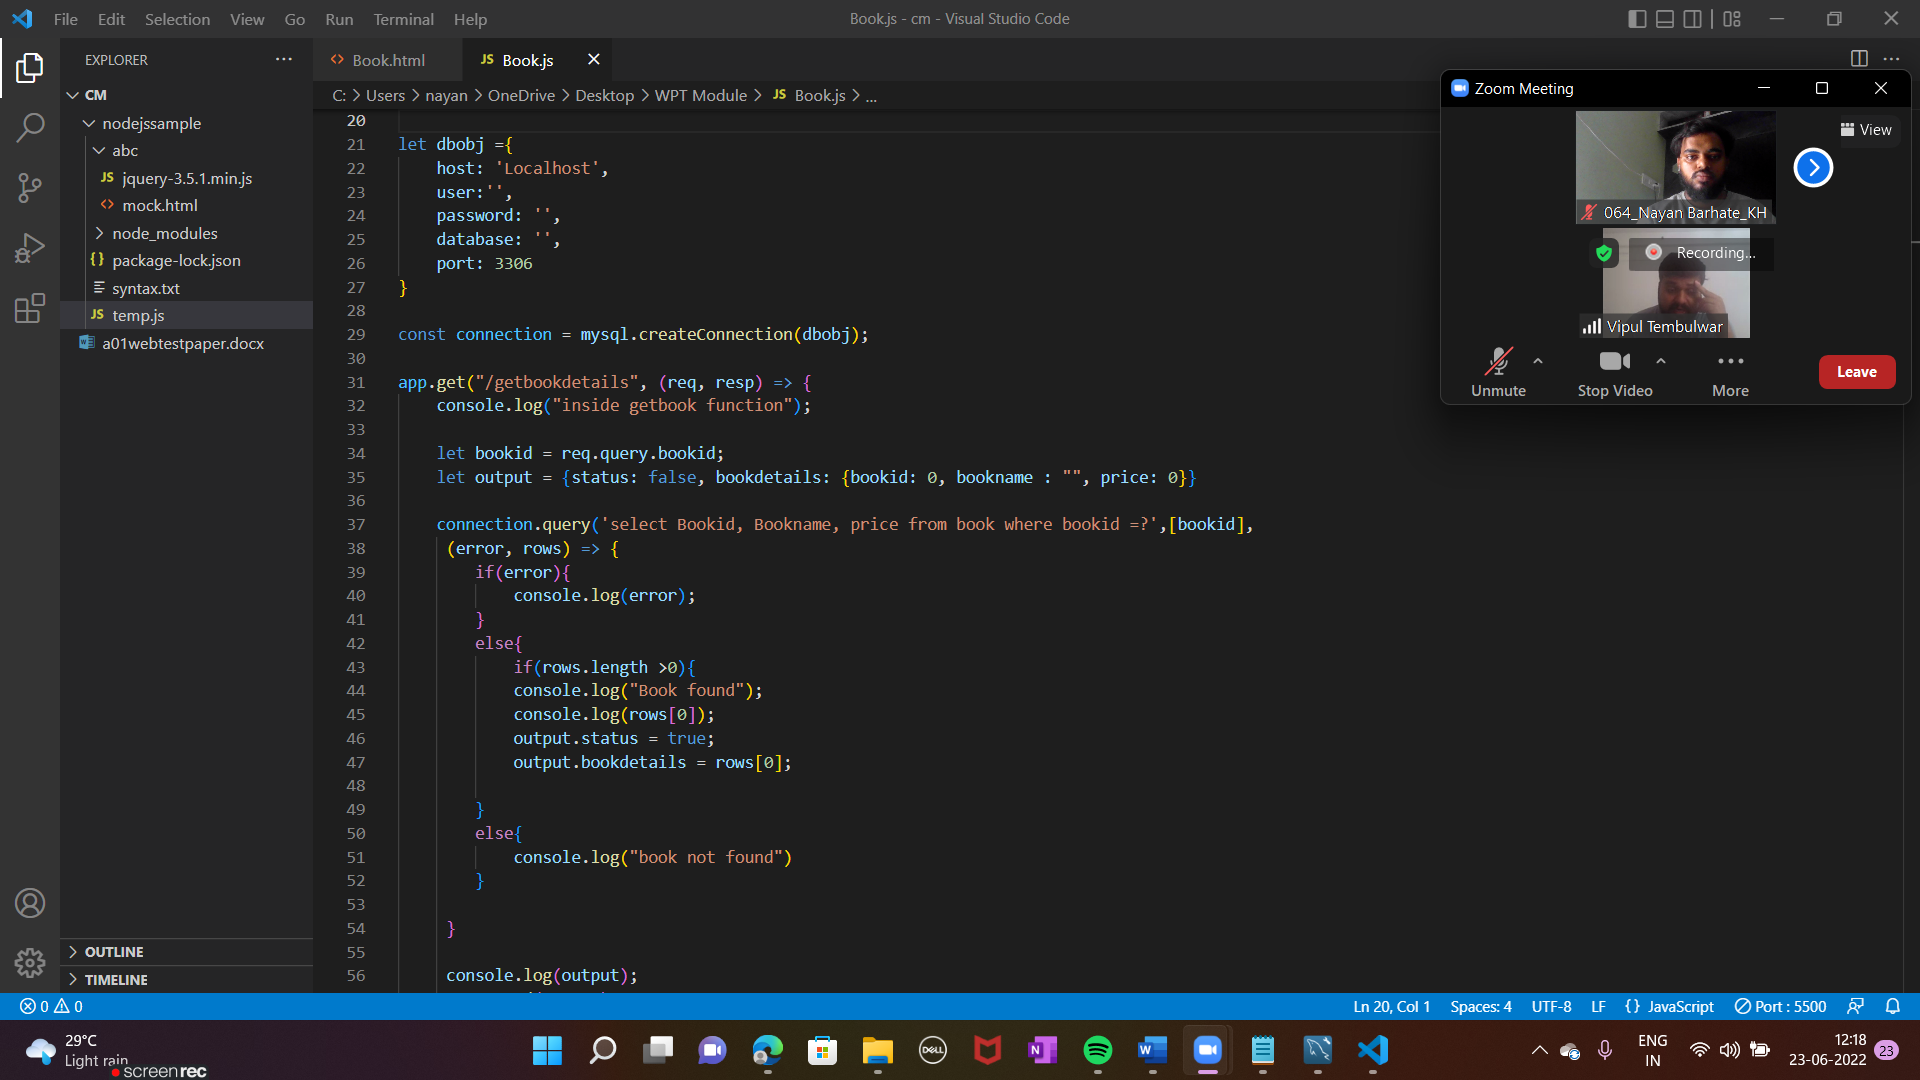 File Edit Selection View Go Run Terminal Help
Book.js - cm - Visual Studio Code
EXPLORER
CM
nodejssample
abc
JS jquery-3.5.1.min.js
<> mock.html
node_modules
{} package-lock.json
syntax.txt
JS temp.js
a01webtestpaper.docx
OUTLINE
TIMELINE
<> Book.html
JS Book.js
C: > Users > nayan > OneDrive > Desktop > WPT Module > JS Book.js > ...
20
21 let dbobj ={
22 host: 'Localhost',
23 user:'',
24 password: '',
25 database: '',
26 port: 3306
27 }
28
29 const connection = mysql.createConnection(dbobj);
30
31 app.get("/getbookdetails", (req, resp) => {
32 console.log("inside getbook function");
33
34 let bookid = req.query.bookid;
35 let output = {status: false, bookdetails: {bookid: 0, bookname : "", price: 0}}
36
37 connection.query('select Bookid, Bookname, price from book where bookid =?',[bookid],
38 (error, rows) => {
39 if(error){
40 console.log(error);
41 }
42 else{
43 if(rows.length >0){
44 console.log("Book found");
45 console.log(rows[0]);
46 output.status = true;
47 output.bookdetails = rows[0];
48
49 }
50 else{
51 console.log("book not found")
52 }
53
54 }
55
56 console.log(output);
Zoom Meeting
View
064_Nayan Barhate_KH
Recording...
Vipul Tembulwar
Unmute
Stop Video
More
Leave
0 0
Ln 20, Col 1 Spaces: 4 UTF-8 LF {} JavaScript Port : 5500
29°C
Light rain
screenrec
DELL
N
W
ENG
IN
12:18
23-06-2022
23